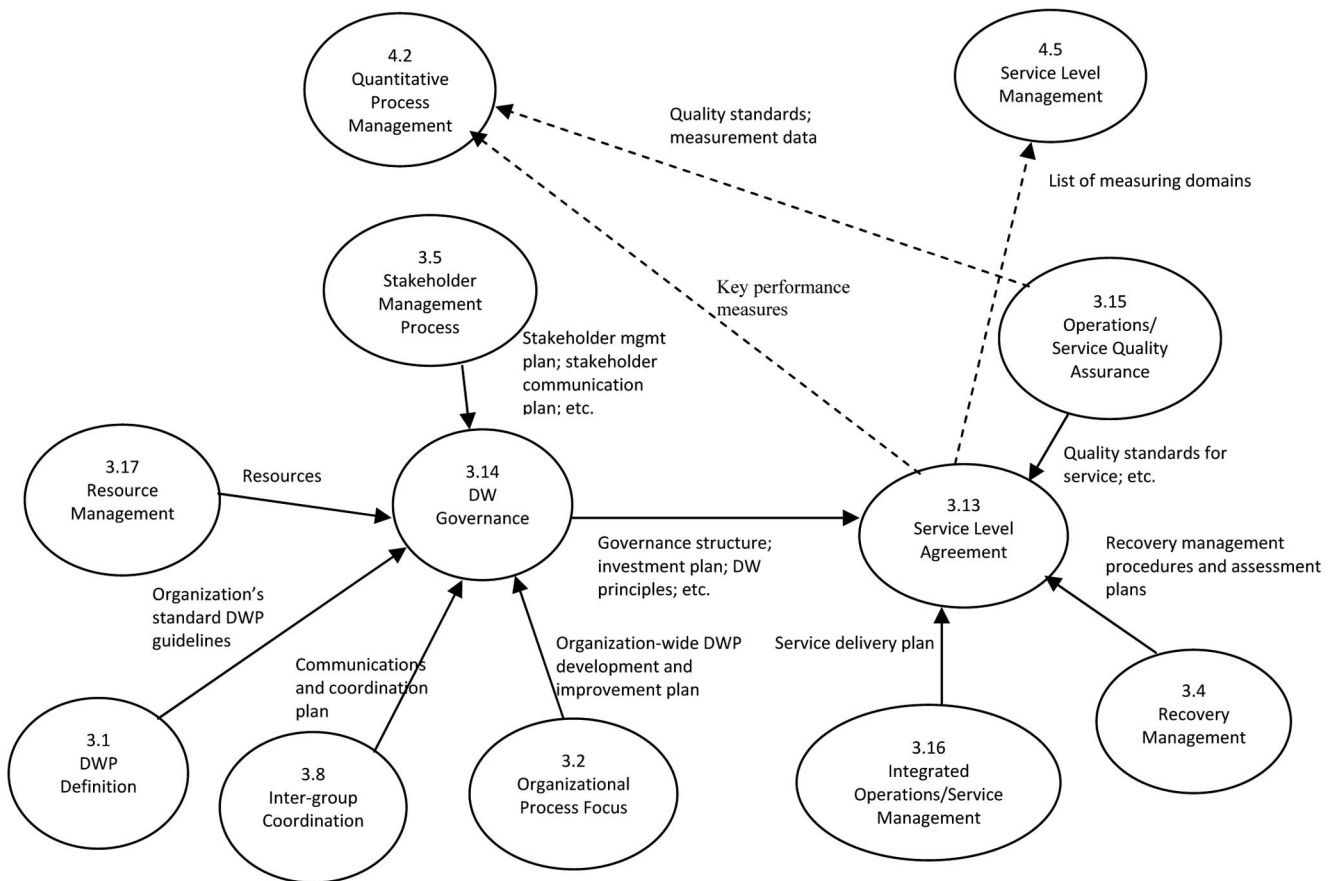 4.2
Quantitative
Process
Management
4.5
Service Level
Management
Quality standards;
measurement data
List of measuring domains
3.5
Stakeholder
Management
Process
Key performance
measures
3.15
Operations/
Service Quality
Assurance
Stakeholder mgmt
plan; stakeholder
communication
plan; etc.
3.17
Resource
Management
Resources
3.14
DW
Governance
Quality standards for
service; etc.
3.13
Service Level
Agreement
Governance structure;
investment plan; DW
principles; etc.
Recovery management
procedures and assessment
plans
Organization’s
standard DWP
guidelines
Communications
and coordination
plan
Organization-wide DWP
development and
improvement plan
Service delivery plan
3.1
DWP
Definition
3.8
Inter-group
Coordination
3.2
Organizational
Process Focus
3.16
Integrated
Operations/Service
Management
3.4
Recovery
Management